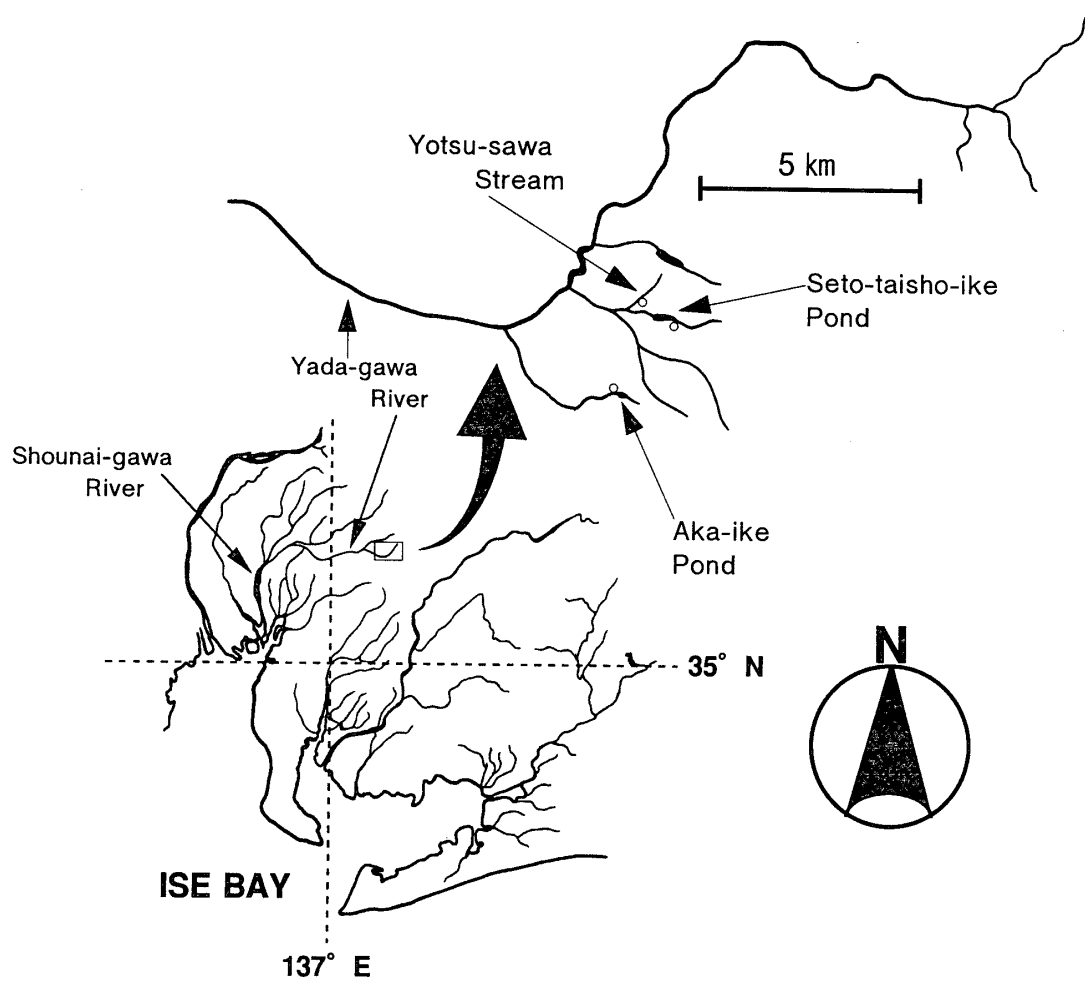 Yotsu-sawa
Stream
5 km
Seto-taisho-ike
Pond
Yada-gawa
River
Shounai-gawa
River
Aka-ike
Pond
N
35° N
ISE BAY
137° E